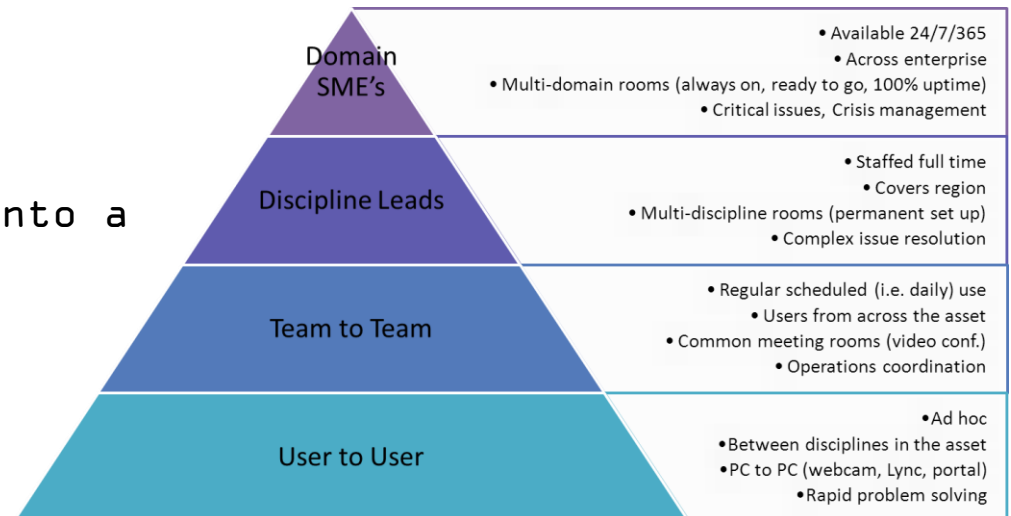 Domain
SME's
• Available 24/7/365
• Across enterprise
• Multi-domain rooms (always on, ready to go, 100% uptime)
• Critical issues, Crisis management
nto a
Discipline Leads
• Staffed full time
• Covers region
• Multi-discipline rooms (permanent set up)
• Complex issue resolution
Team to Team
• Regular scheduled (i.e. daily) use
• Users from across the asset
• Common meeting rooms (video conf.)
• Operations coordination
User to User
•Ad hoc
•Between disciplines in the asset
•PC to PC (webcam, Lync, portal)
•Rapid problem solving